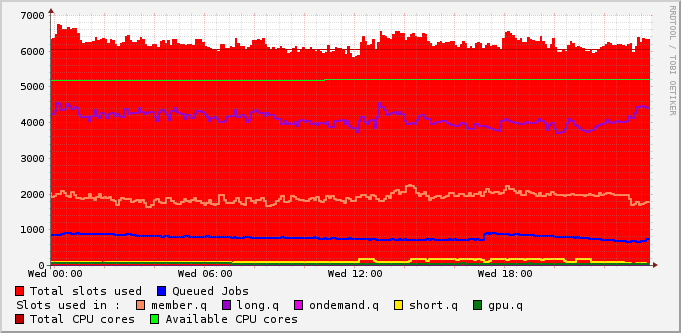 7000
6000
5000
4000
3000
2000
1000
0
Wed 00:00 Wed 06:00 Wed 12:00 Wed 18:00
RRDTOOL / TOBI OETIKER
Total slots used Queued Jobs
Slots used in : member.q long.q ondemand.q short.q gpu.q
Total CPU cores Available CPU cores